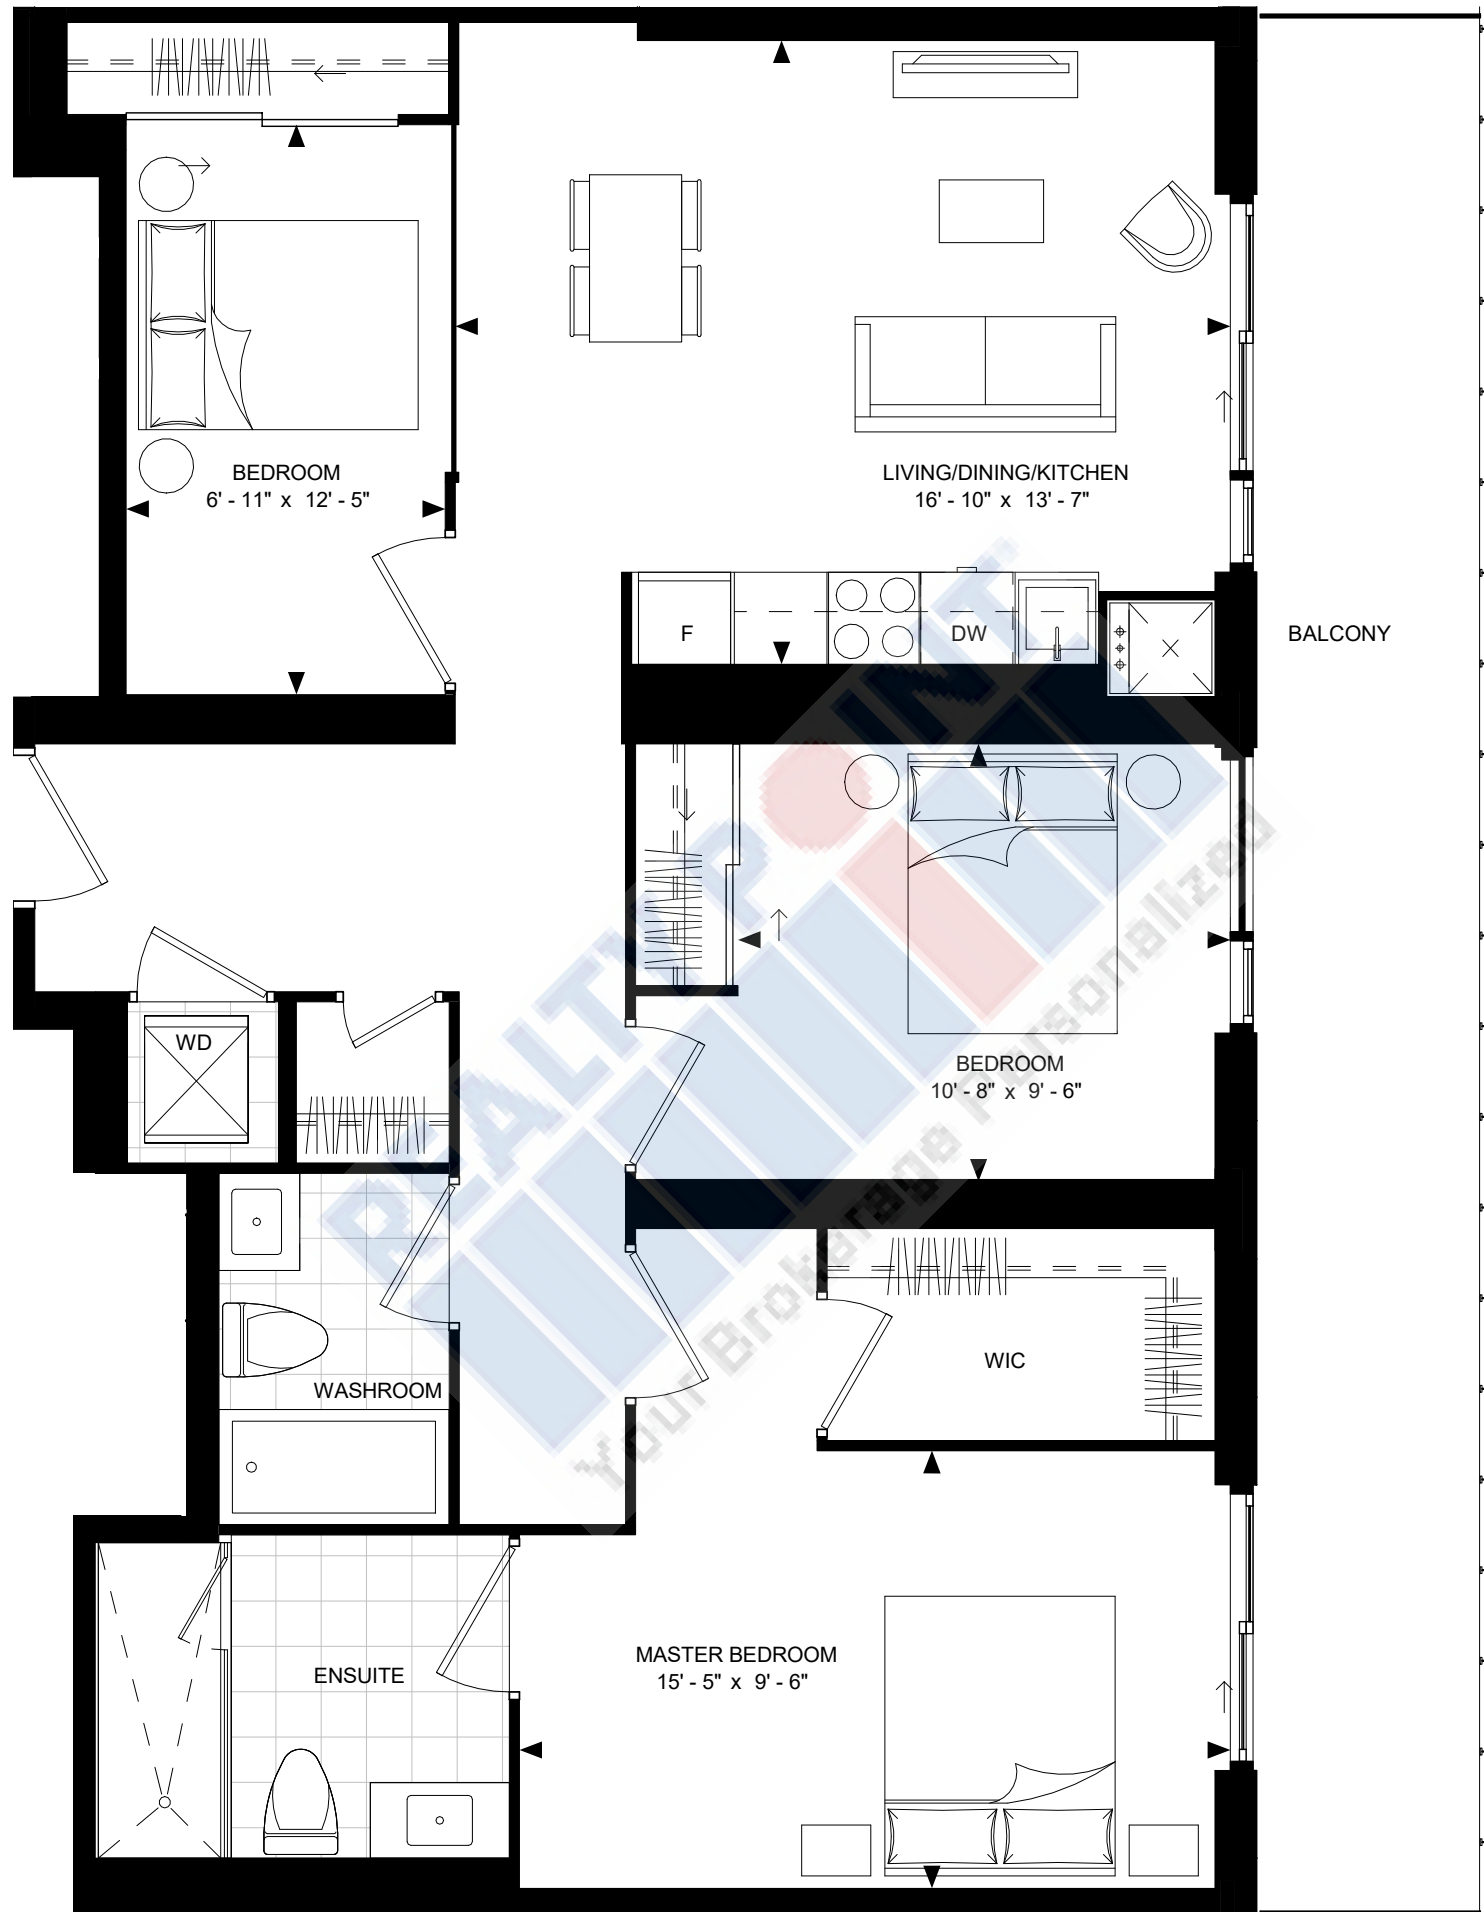 BEDROOM
6' - 11" x 12' - 5"
LIVING/DINING/KITCHEN
16' - 10" x 13' - 7"
F
DW
BALCONY
REALTYPOINT
Your Brokerage Personalized
WD
BEDROOM
10' - 8" x 9' - 6"
WIC
WASHROOM
MASTER BEDROOM
15' - 5" x 9' - 6"
ENSUITE